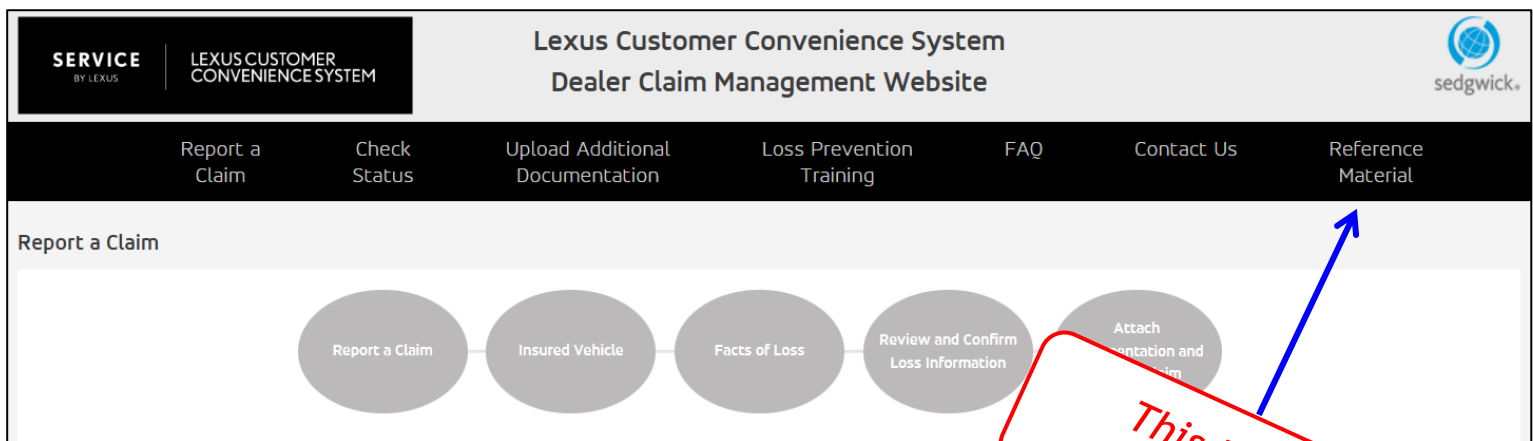 SERVICE
BY LEXUS
LEXUS CUSTOMER
CONVENIENCE SYSTEM
Lexus Customer Convenience System
Dealer Claim Management Website
sedgwick.
Report a
Claim
Check
Status
Upload Additional
Documentation
Loss Prevention
Training
FAQ
Contact Us
Reference
Material
Report a Claim
Report a Claim
Insured Vehicle
Facts of Loss
Review and Confirm
Loss Information
Attach
entation and
This